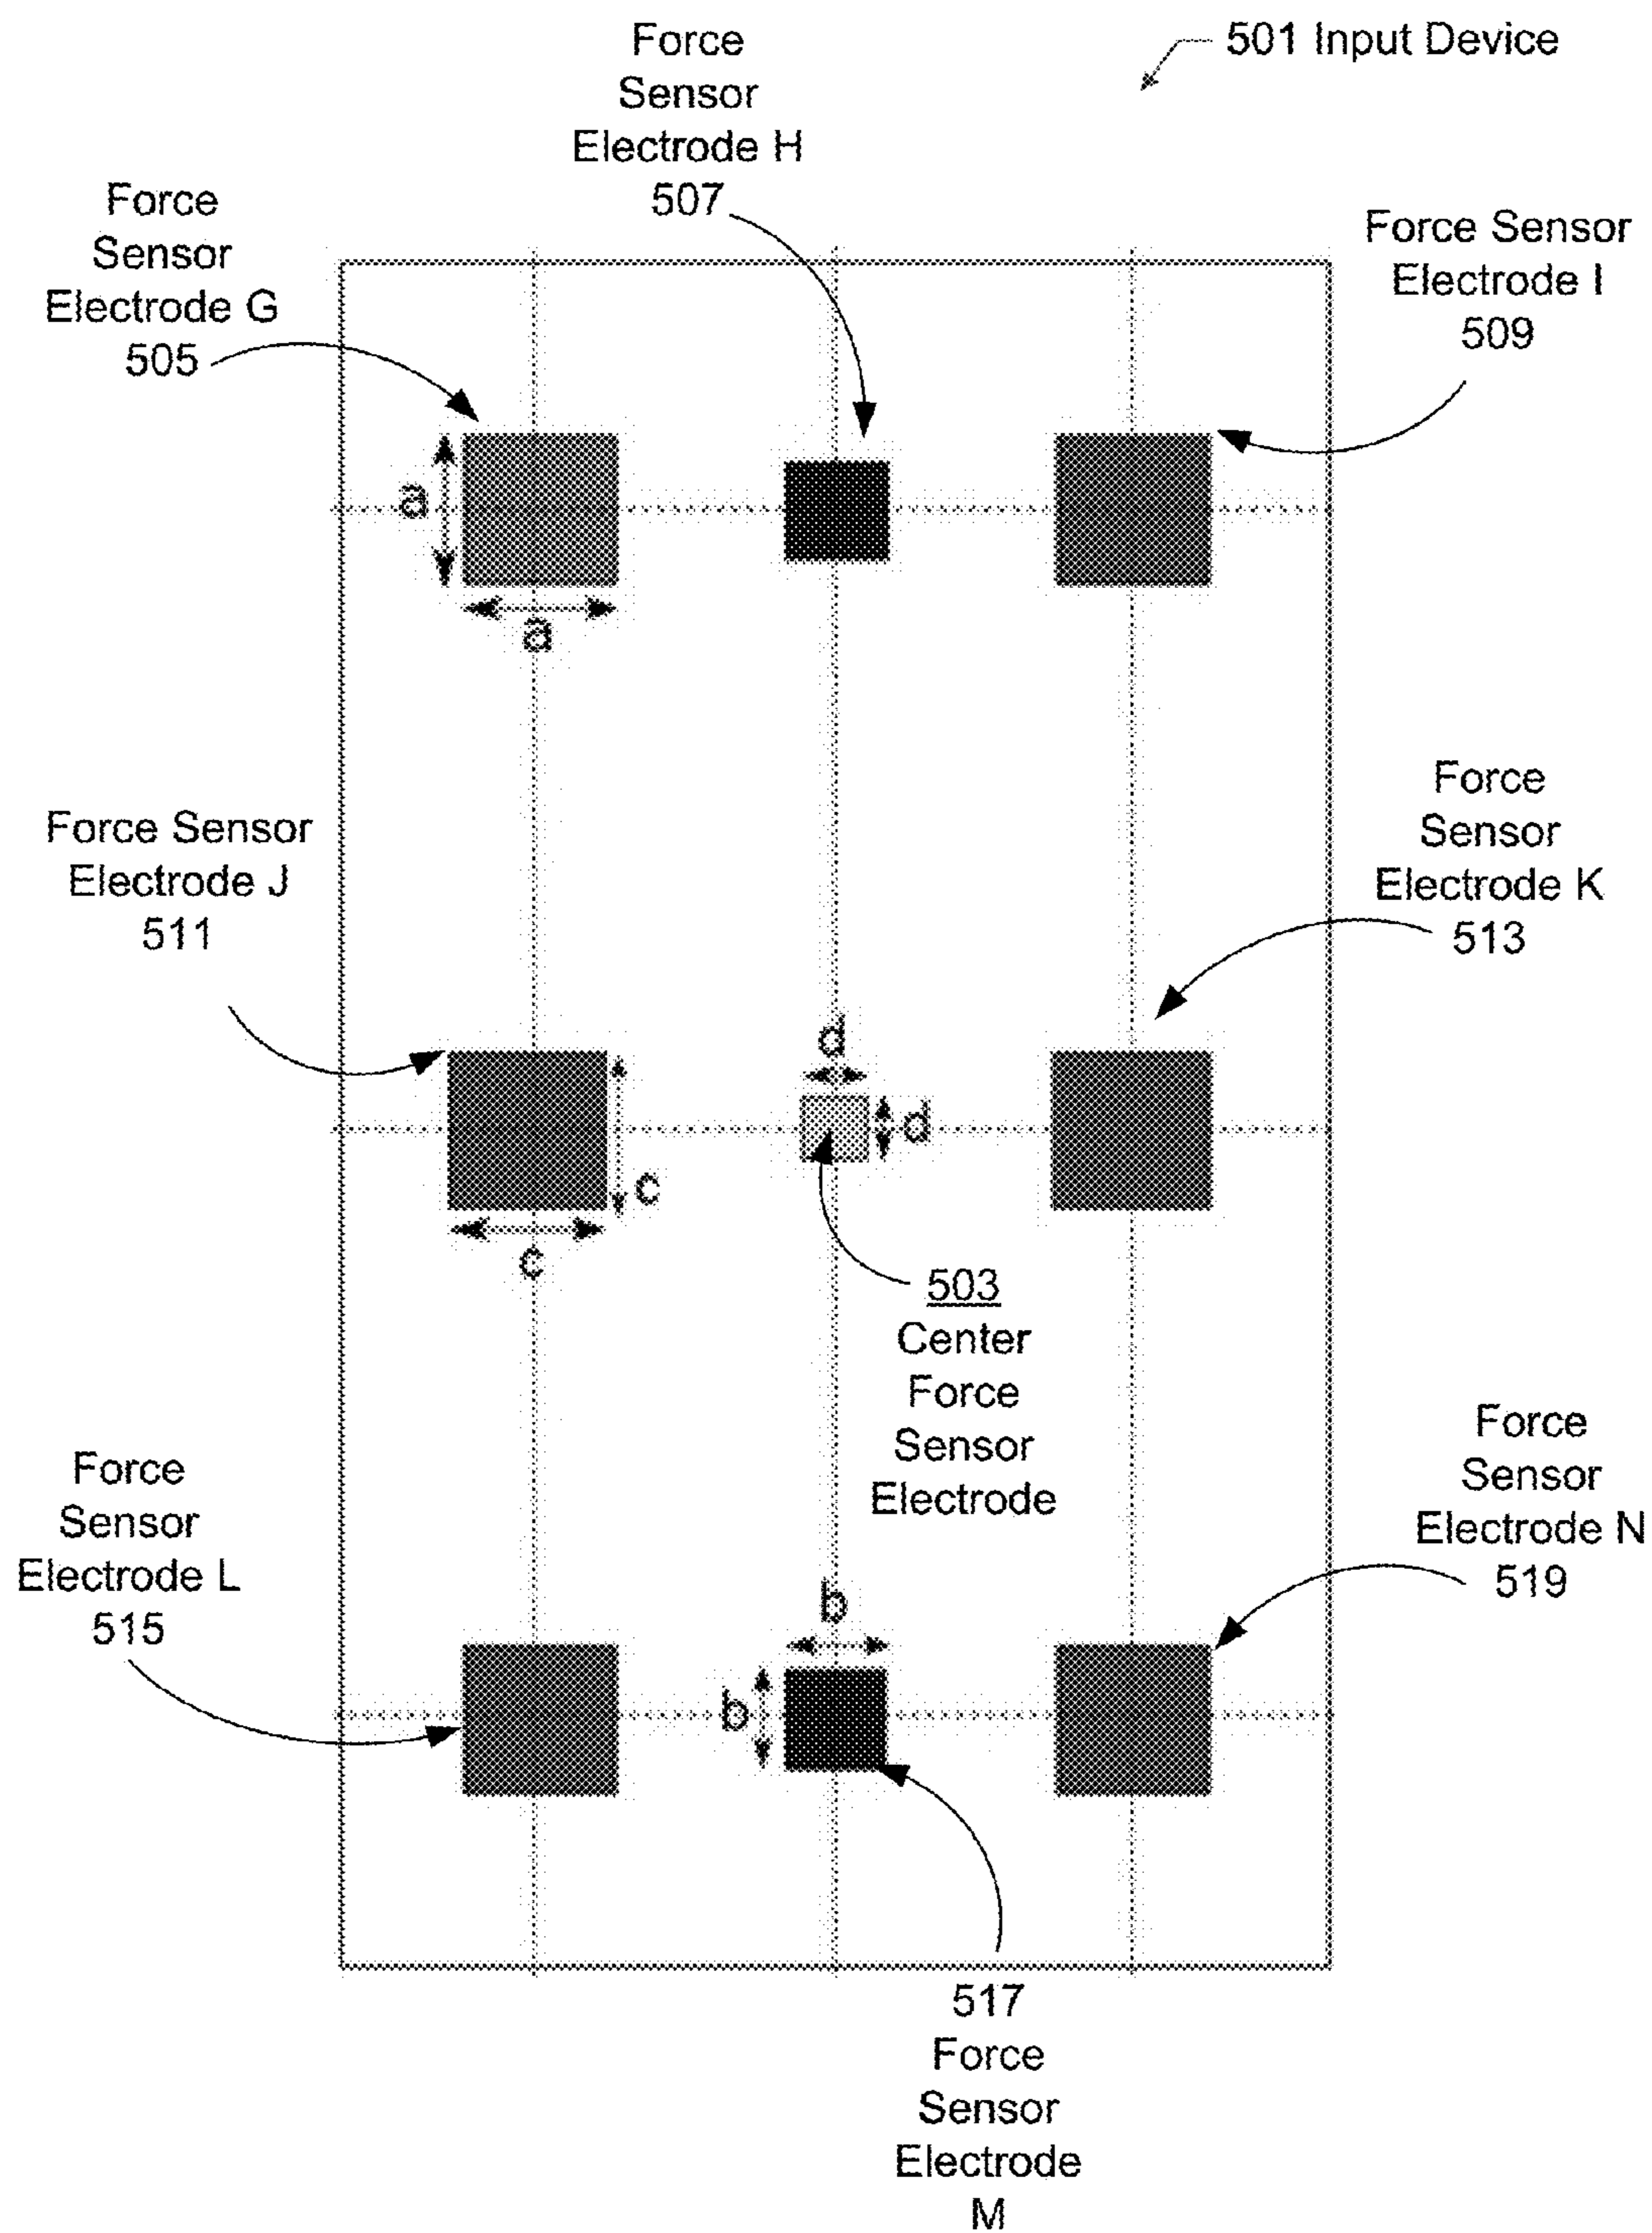 501 Input Device
Force
Sensor
Electrode H
507
Force
Sensor
Electrode G
505
Force Sensor
Electrode I
509
a
a
Force
Sensor
Electrode K
513
Force Sensor
Electrode J
511
d
d
c
c
503
Center
Force
Sensor
Electrode
Force
Sensor
Electrode N
519
Force
Sensor
Electrode L
515
b
b
517
Force
Sensor
Electrode
M